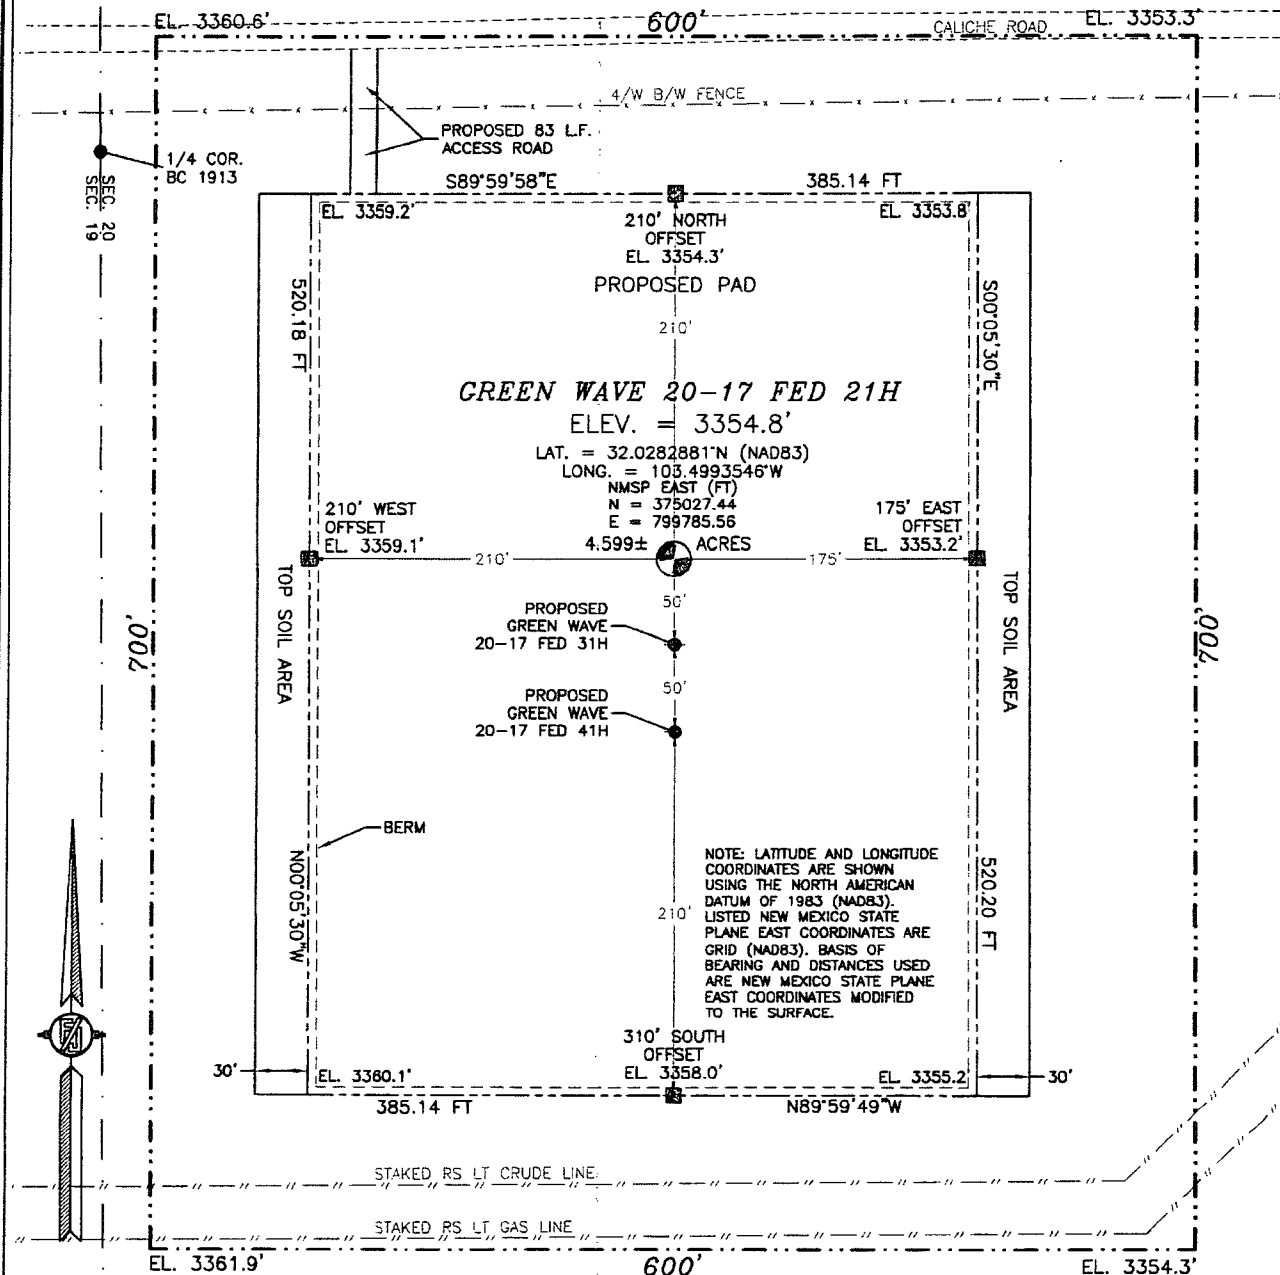 EL. 3360.6'
600'
CALICHE ROAD
EL. 3353.3'
4/W B/W FENCE
PROPOSED 83 L.F.
ACCESS ROAD
1/4 COR.
BC 1913
SEC. 20
SEC. 19
S89°59'58"E
385.14 FT
EL. 3359.2'
210' NORTH
OFFSET
EL. 3354.3'
EL. 3353.8'
PROPOSED PAD
520.18 FT
S00°05'30"E
210'
GREEN WAVE 20-17 FED 21H
ELEV. = 3354.8'
LAT. = 32.0282881°N (NAD83)
LONG. = 103.4993546°W
NMSP EAST (FT)
N = 375027.44
E = 799785.56
4.599± ACRES
210' WEST
OFFSET
EL. 3359.1'
175' EAST
OFFSET
EL. 3353.2'
210'
175'
TOP SOIL AREA
TOP SOIL AREA
50'
PROPOSED
GREEN WAVE
20-17 FED 31H
700'
700'
50'
PROPOSED
GREEN WAVE
20-17 FED 41H
BERM
N00°05'30"W
520.20 FT
210'
NOTE: LATITUDE AND LONGITUDE
COORDINATES ARE SHOWN
USING THE NORTH AMERICAN
DATUM OF 1983 (NAD83).
LISTED NEW MEXICO STATE
PLANE EAST COORDINATES ARE
GRID (NAD83). BASIS OF
BEARING AND DISTANCES USED
ARE NEW MEXICO STATE PLANE
EAST COORDINATES MODIFIED
TO THE SURFACE.
310' SOUTH
OFFSET
EL. 3358.0'
30'
EL. 3360.1'
EL. 3355.2'
30'
385.14 FT
N89°59'49"W
STAKED RS LT CRUDE LINE
STAKED RS LT GAS LINE
EL. 3361.9'
600'
EL. 3354.3'